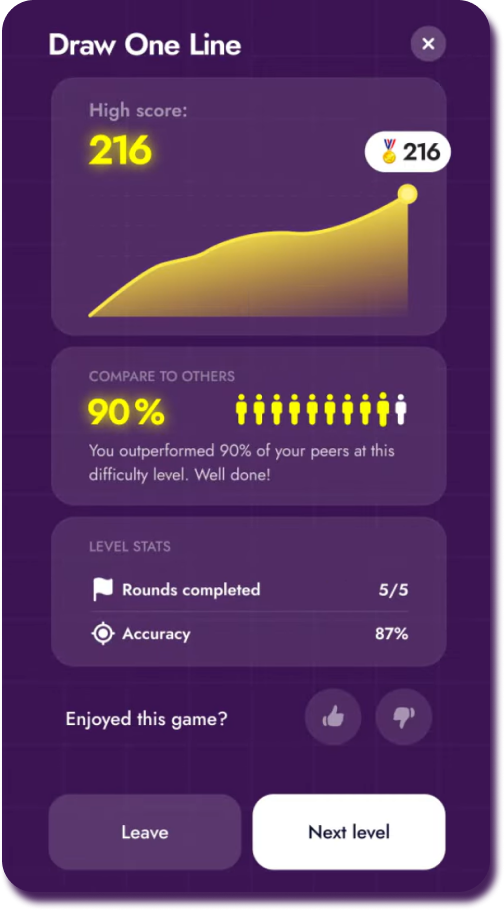 Draw One Line
High score:
216
216
COMPARE TO OTHERS
90%
You outperformed 90% of your peers at this
difficulty level. Well done!
LEVEL STATS
Rounds completed 5/5
Accuracy 87%
Enjoyed this game?
Leave
Next level